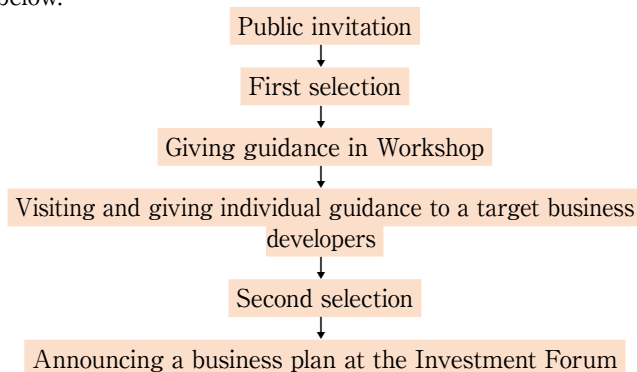 below.
Public invitation
First selection
Giving guidance in Workshop
Visiting and giving individual guidance to a target business
developers
Second selection
Announcing a business plan at the Investment Forum